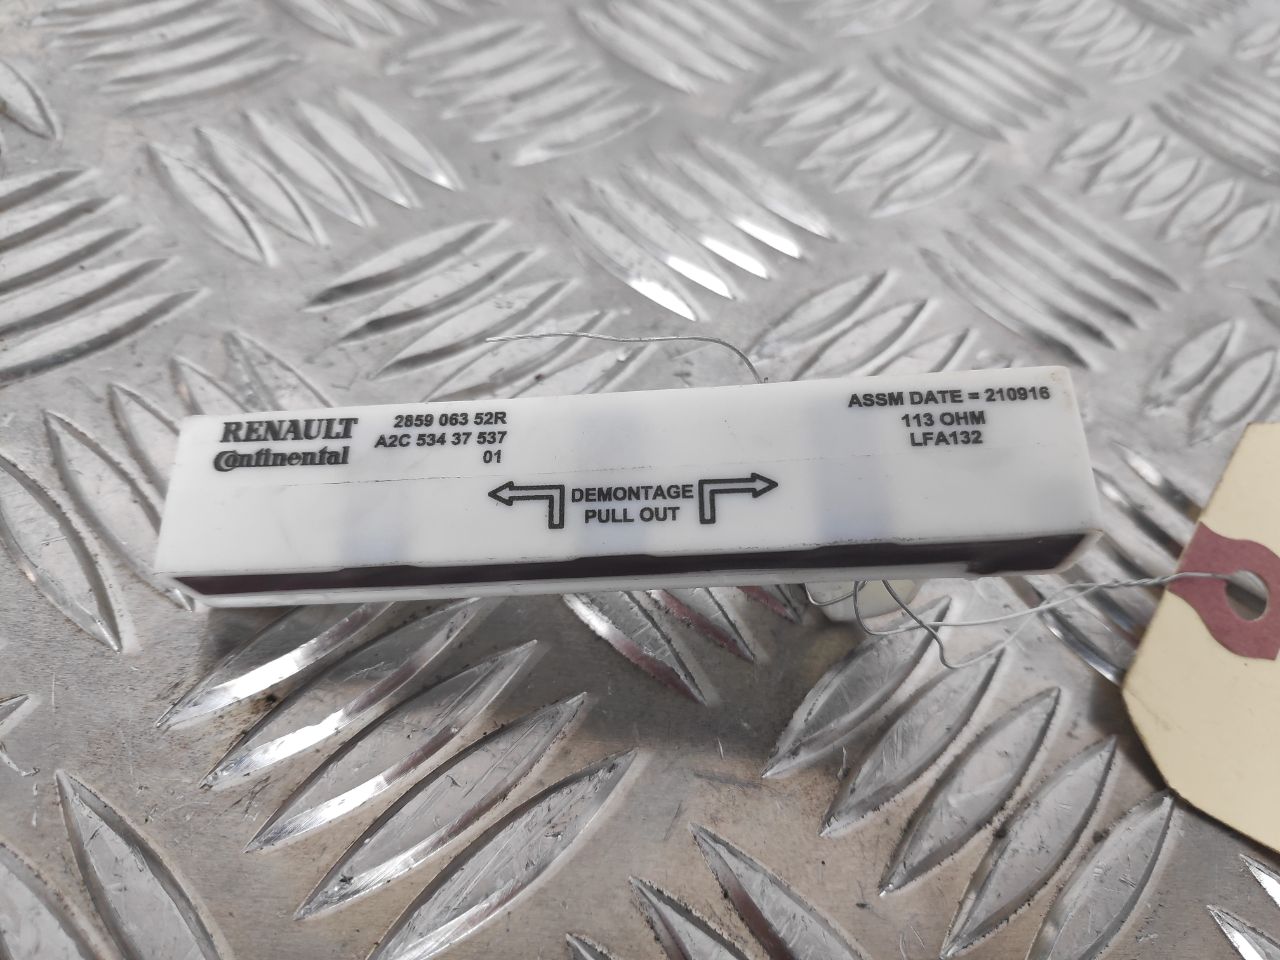 RENAULT
Continental
2859 063 52R
A2C 534 37 537
01
ASSM DATE = 210916
113 OHM
LFA132
DEMONTAGE
PULL OUT